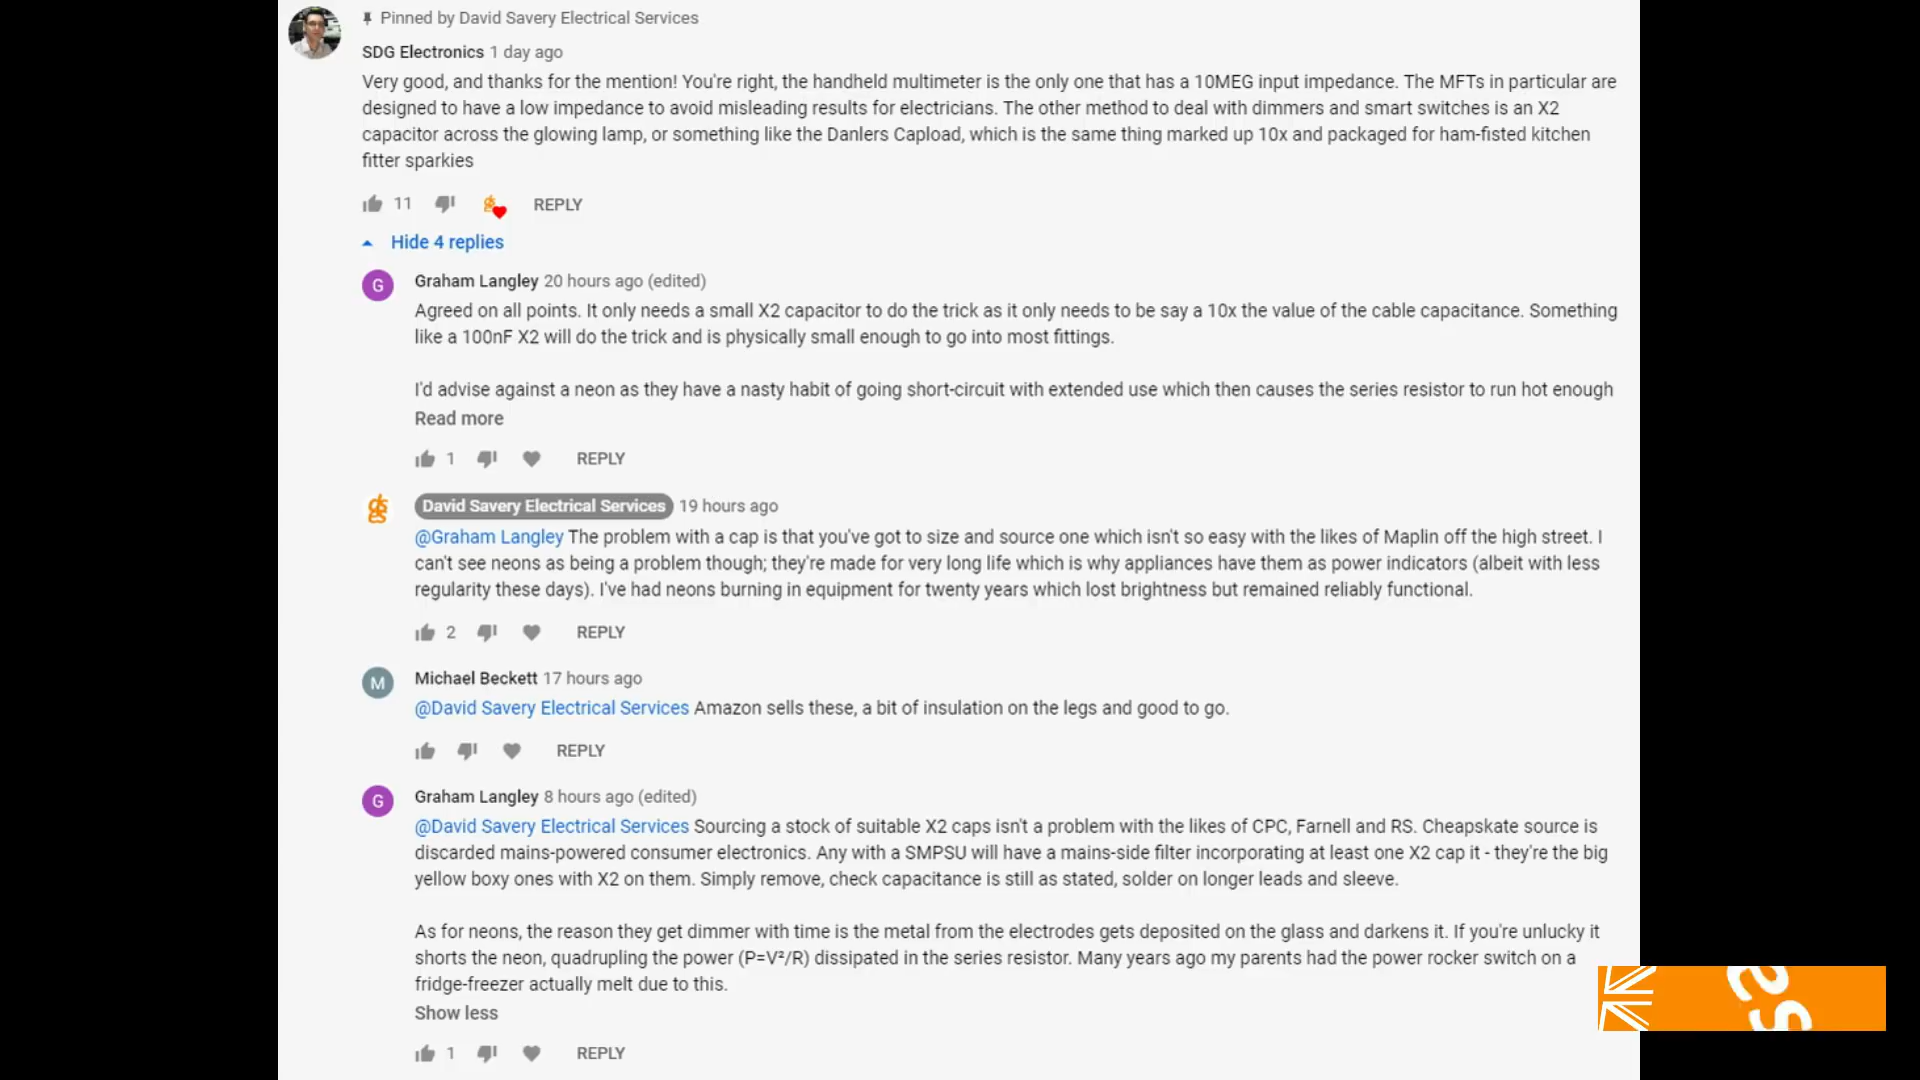 Pinned by David Savery Electrical Services
SDG Electronics 1 day ago
Very good, and thanks for the mention! You're right, the handheld multimeter is the only one that has a 10MEG input impedance. The MFTs in particular are
designed to have a low impedance to avoid misleading results for electricians. The other method to deal with dimmers and smart switches is an X2
capacitor across the glowing lamp, or something like the Danlers Capload, which is the same thing marked up 10x and packaged for ham-fisted kitchen
fitter sparkies
11 REPLY
Hide 4 replies
G
Graham Langley 20 hours ago (edited)
Agreed on all points. It only needs a small X2 capacitor to do the trick as it only needs to be say a 10x the value of the cable capacitance. Something
like a 100nF X2 will do the trick and is physically small enough to go into most fittings.
I'd advise against a neon as they have a nasty habit of going short-circuit with extended use which then causes the series resistor to run hot enough
Read more
1 REPLY
David Savery Electrical Services 19 hours ago
@Graham Langley The problem with a cap is that you've got to size and source one which isn't so easy with the likes of Maplin off the high street. I
can't see neons as being a problem though; they're made for very long life which is why appliances have them as power indicators (albeit with less
regularity these days). I've had neons burning in equipment for twenty years which lost brightness but remained reliably functional.
2 REPLY
M
Michael Beckett 17 hours ago
@David Savery Electrical Services Amazon sells these, a bit of insulation on the legs and good to go.
REPLY
G
Graham Langley 8 hours ago (edited)
@David Savery Electrical Services Sourcing a stock of suitable X2 caps isn't a problem with the likes of CPC, Farnell and RS. Cheapskate source is
discarded mains-powered consumer electronics. Any with a SMPSU will have a mains-side filter incorporating at least one X2 cap it - they're the big
yellow boxy ones with X2 on them. Simply remove, check capacitance is still as stated, solder on longer leads and sleeve.
As for neons, the reason they get dimmer with time is the metal from the electrodes gets deposited on the glass and darkens it. If you're unlucky it
shorts the neon, quadrupling the power (P=V²/R) dissipated in the series resistor. Many years ago my parents had the power rocker switch on a
fridge-freezer actually melt due to this.
Show less
1 REPLY